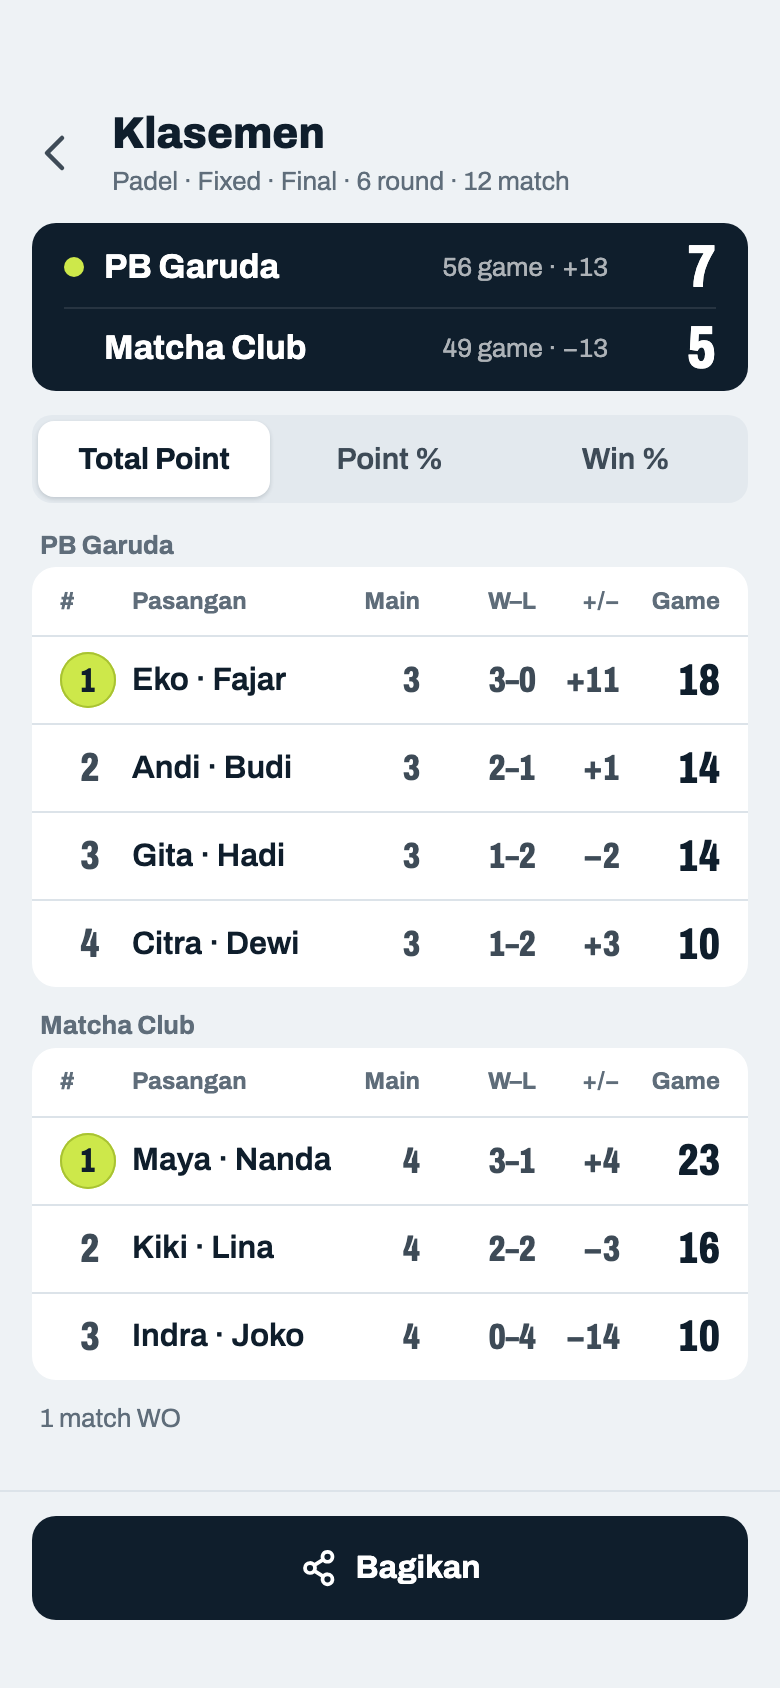 Klasemen
Padel · Fixed · Final · 6 round · 12 match
PB Garuda 56 game · +13 7
Matcha Club 49 game · −13 5
Total Point Point % Win %
PB Garuda
# Pasangan Main W–L +/− Game
1 Eko · Fajar 3 3–0 +11 18
2 Andi · Budi 3 2–1 +1 14
3 Gita · Hadi 3 1–2 −2 14
4 Citra · Dewi 3 1–2 +3 10
Matcha Club
# Pasangan Main W–L +/− Game
1 Maya · Nanda 4 3–1 +4 23
2 Kiki · Lina 4 2–2 −3 16
3 Indra · Joko 4 0–4 −14 10
1 match WO
Bagikan